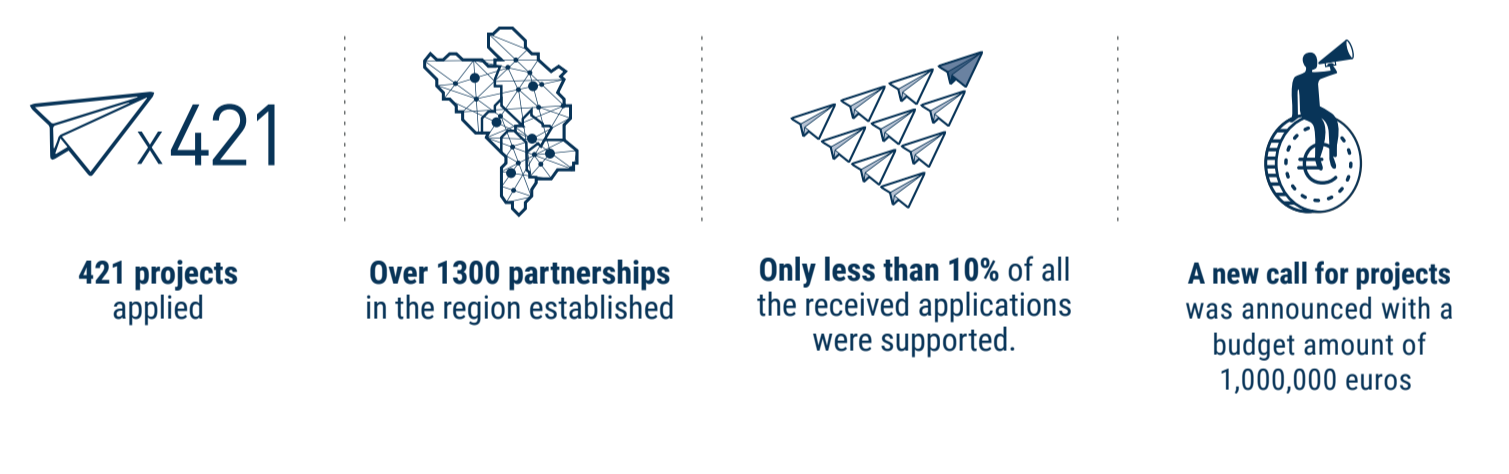 x421
421 projects
applied
Over 1300 partnerships
in the region established
Only less than 10% of all
the received applications
were supported.
A new call for projects
was announced with a
budget amount of
1,000,000 euros